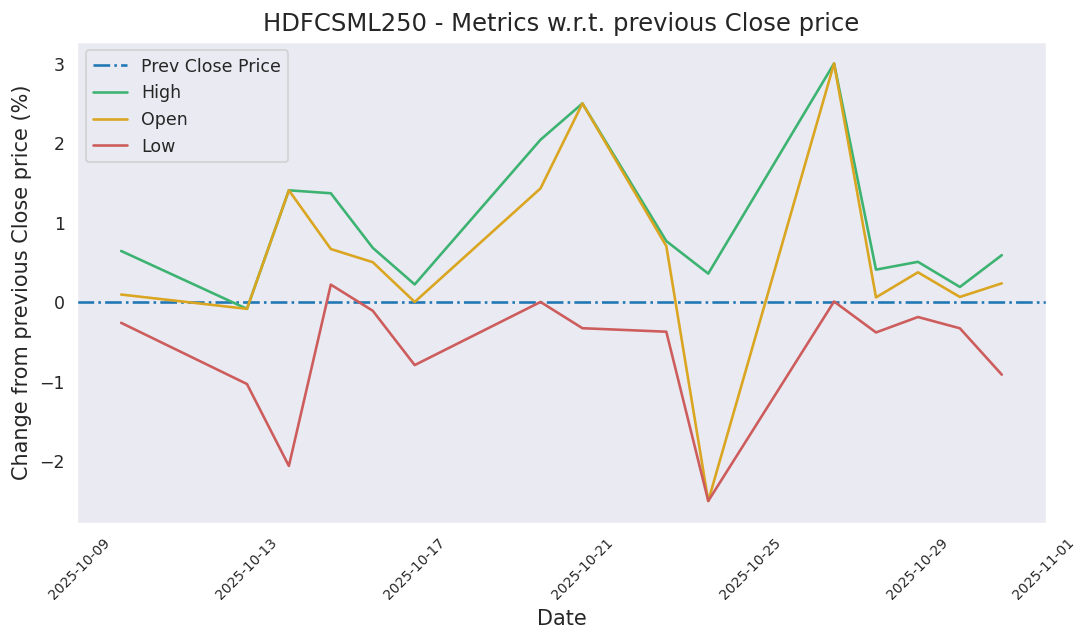 HDFCSML250 - Metrics w.r.t. previous Close price
Prev Close Price
High
Open
Low
Change from previous Close price (%)
3
2
1
0
−1
−2
2025-10-09
2025-10-13
2025-10-17
2025-10-21
2025-10-25
2025-10-29
2025-11-01
Date